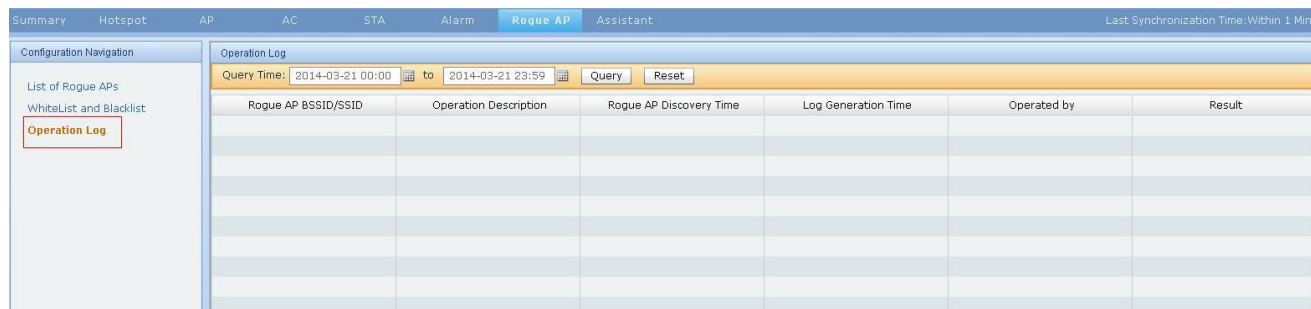 Summary Hotspot AP AC STA Alarm Rogue AP Assistant Last Synchronization Time:Within 1 Min
Configuration Navigation
List of Rogue APs
WhiteList and Blacklist
Operation Log
Operation Log
Query Time: 2014-03-21 00:00 to 2014-03-21 23:59 Query Reset
Rogue AP BSSID/SSID Operation Description Rogue AP Discovery Time Log Generation Time Operated by Result